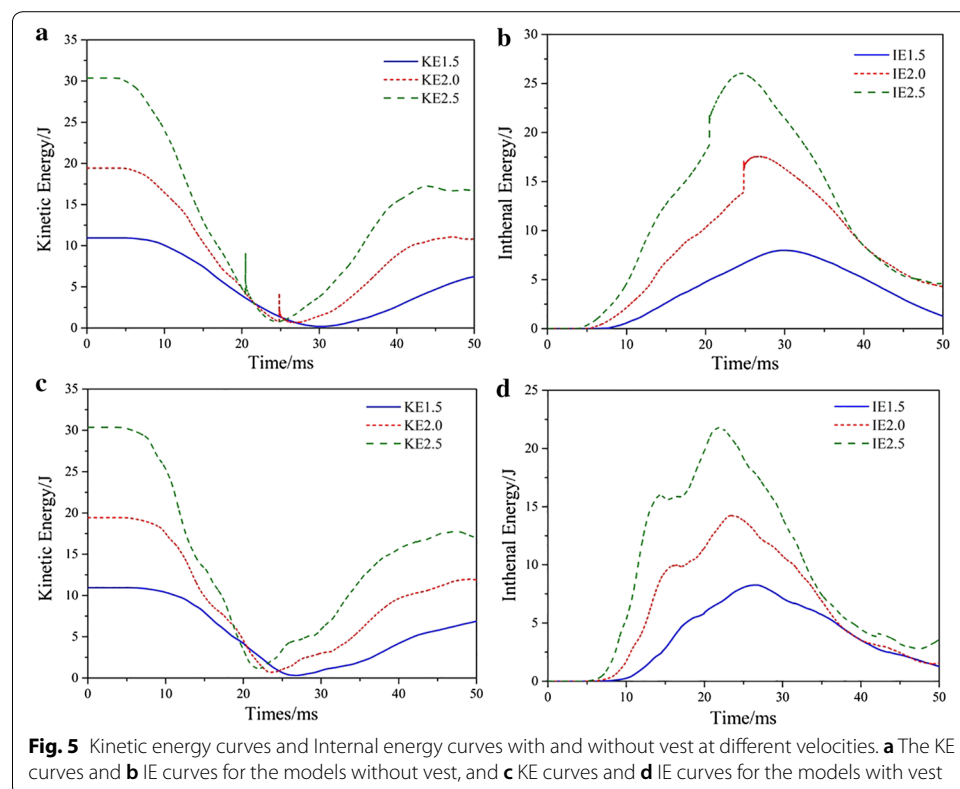 a
35
30
25
20
15
10
5
0
Kinetic Energy/J
KE1.5
KE2.0
KE2.5
0 10 20 30 40 50
Time/ms
b
30
25
20
15
10
5
0
Inthenal Energy/J
IE1.5
IE2.0
IE2.5
0 10 20 30 40 50
Time/ms
c
35
30
25
20
15
10
5
0
Kinetic Energy/J
KE1.5
KE2.0
KE2.5
0 10 20 30 40 50
Times/ms
d
25
20
15
10
5
0
Inthenal Energy/J
IE1.5
IE2.0
IE2.5
0 10 20 30 40 50
Time/ms
Fig. 5 Kinetic energy curves and Internal energy curves with and without vest at different velocities. a The KE
curves and b IE curves for the models without vest, and c KE curves and d IE curves for the models with vest